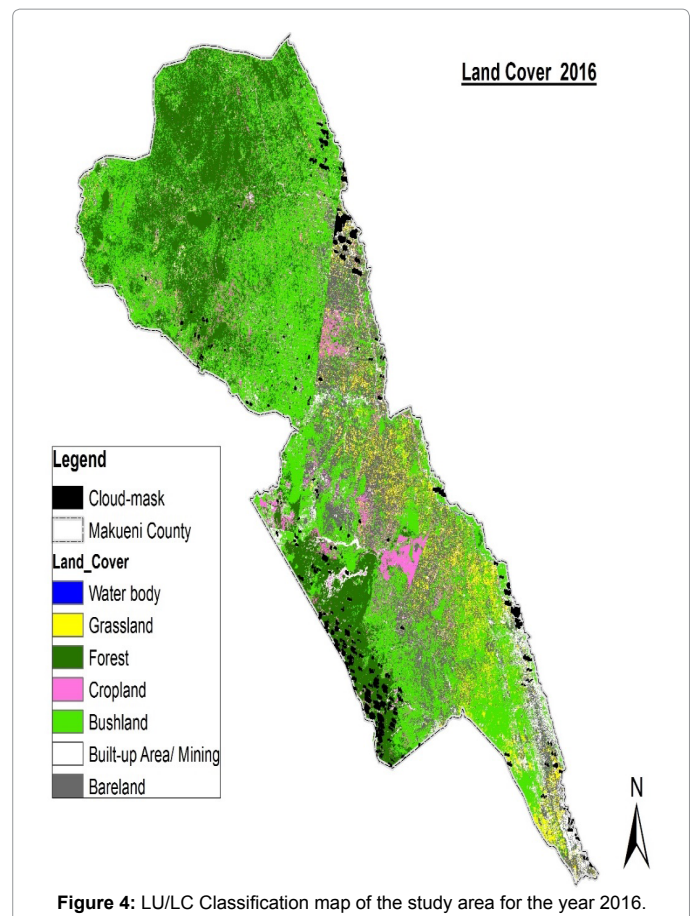 Land Cover 2016
Legend
Cloud-mask
Makueni County
Land_Cover
Water body
Grassland
Forest
Cropland
Bushland
Built-up Area/ Mining
Bareland
N
Figure 4: LU/LC Classification map of the study area for the year 2016.